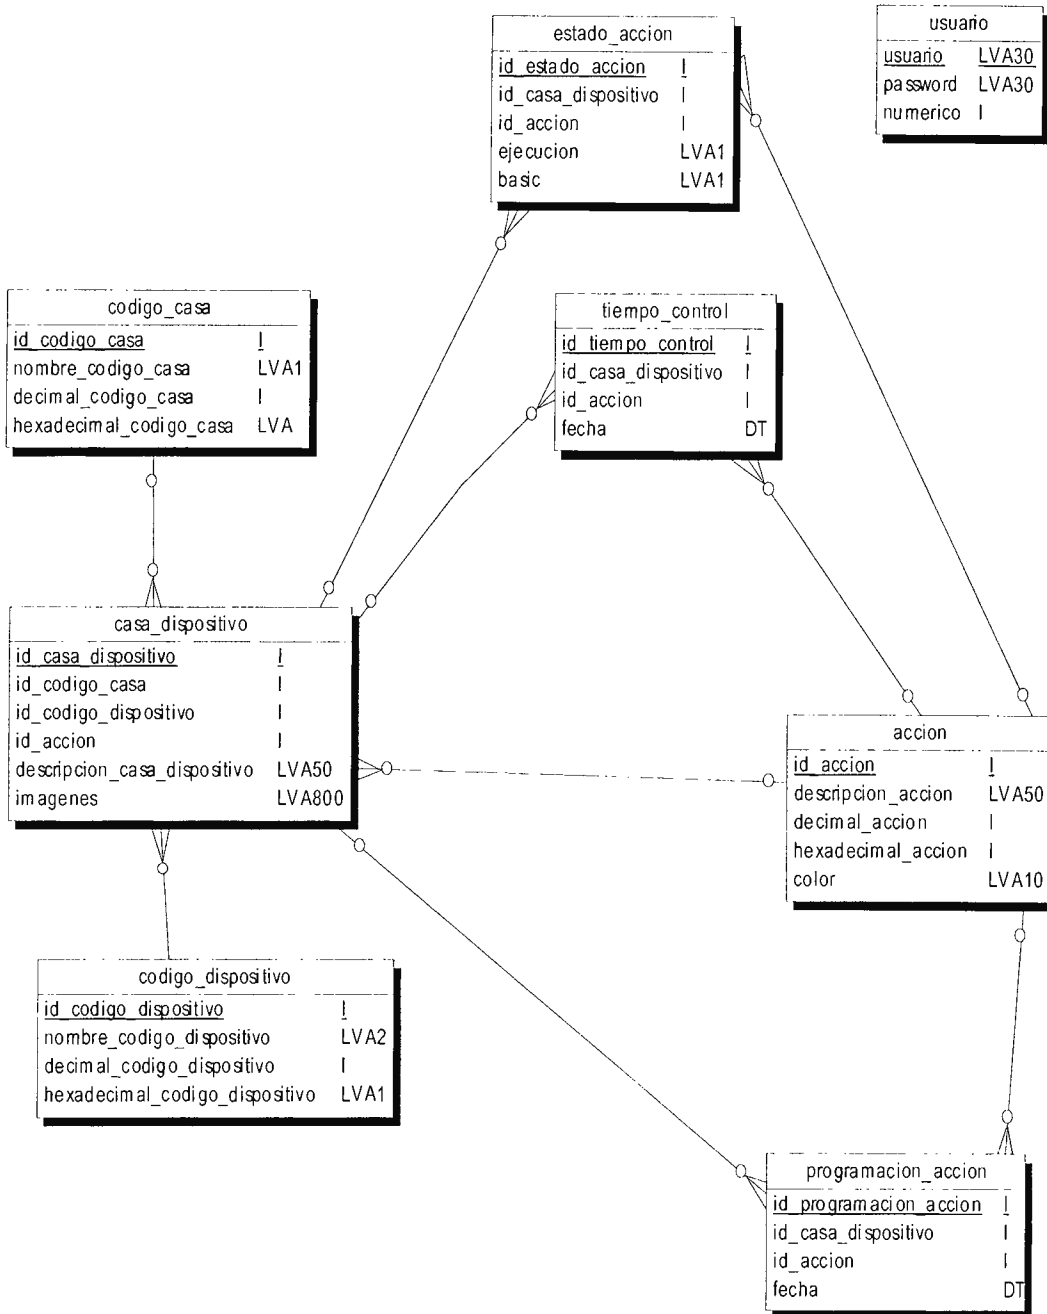 estado_accion
id_estado_accion I
id_casa_dispositivo I
id_accion I
ejecucion LVA1
basic LVA1
usuario
usuario LVA30
password LVA30
numerico I
codigo_casa
id_codigo_casa I
nombre_codigo_casa LVA1
decimal_codigo_casa I
hexadecimal_codigo_casa LVA
tiempo_control
id_tiempo_control I
id_casa_dispositivo I
id_accion I
fecha DT
casa_dispositivo
id_casa_dispositivo I
id_codigo_casa I
id_codigo_dispositivo I
id_accion I
descripcion_casa_dispositivo LVA50
imagenes LVA800
accion
id_accion I
descripcion_accion LVA50
decimal_accion I
hexadecimal_accion I
color LVA10
codigo_dispositivo
id_codigo_dispositivo I
nombre_codigo_dispositivo LVA2
decimal_codigo_dispositivo I
hexadecimal_codigo_dispositivo LVA1
programacion_accion
id_programacion_accion I
id_casa_dispositivo I
id_accion I
fecha DT